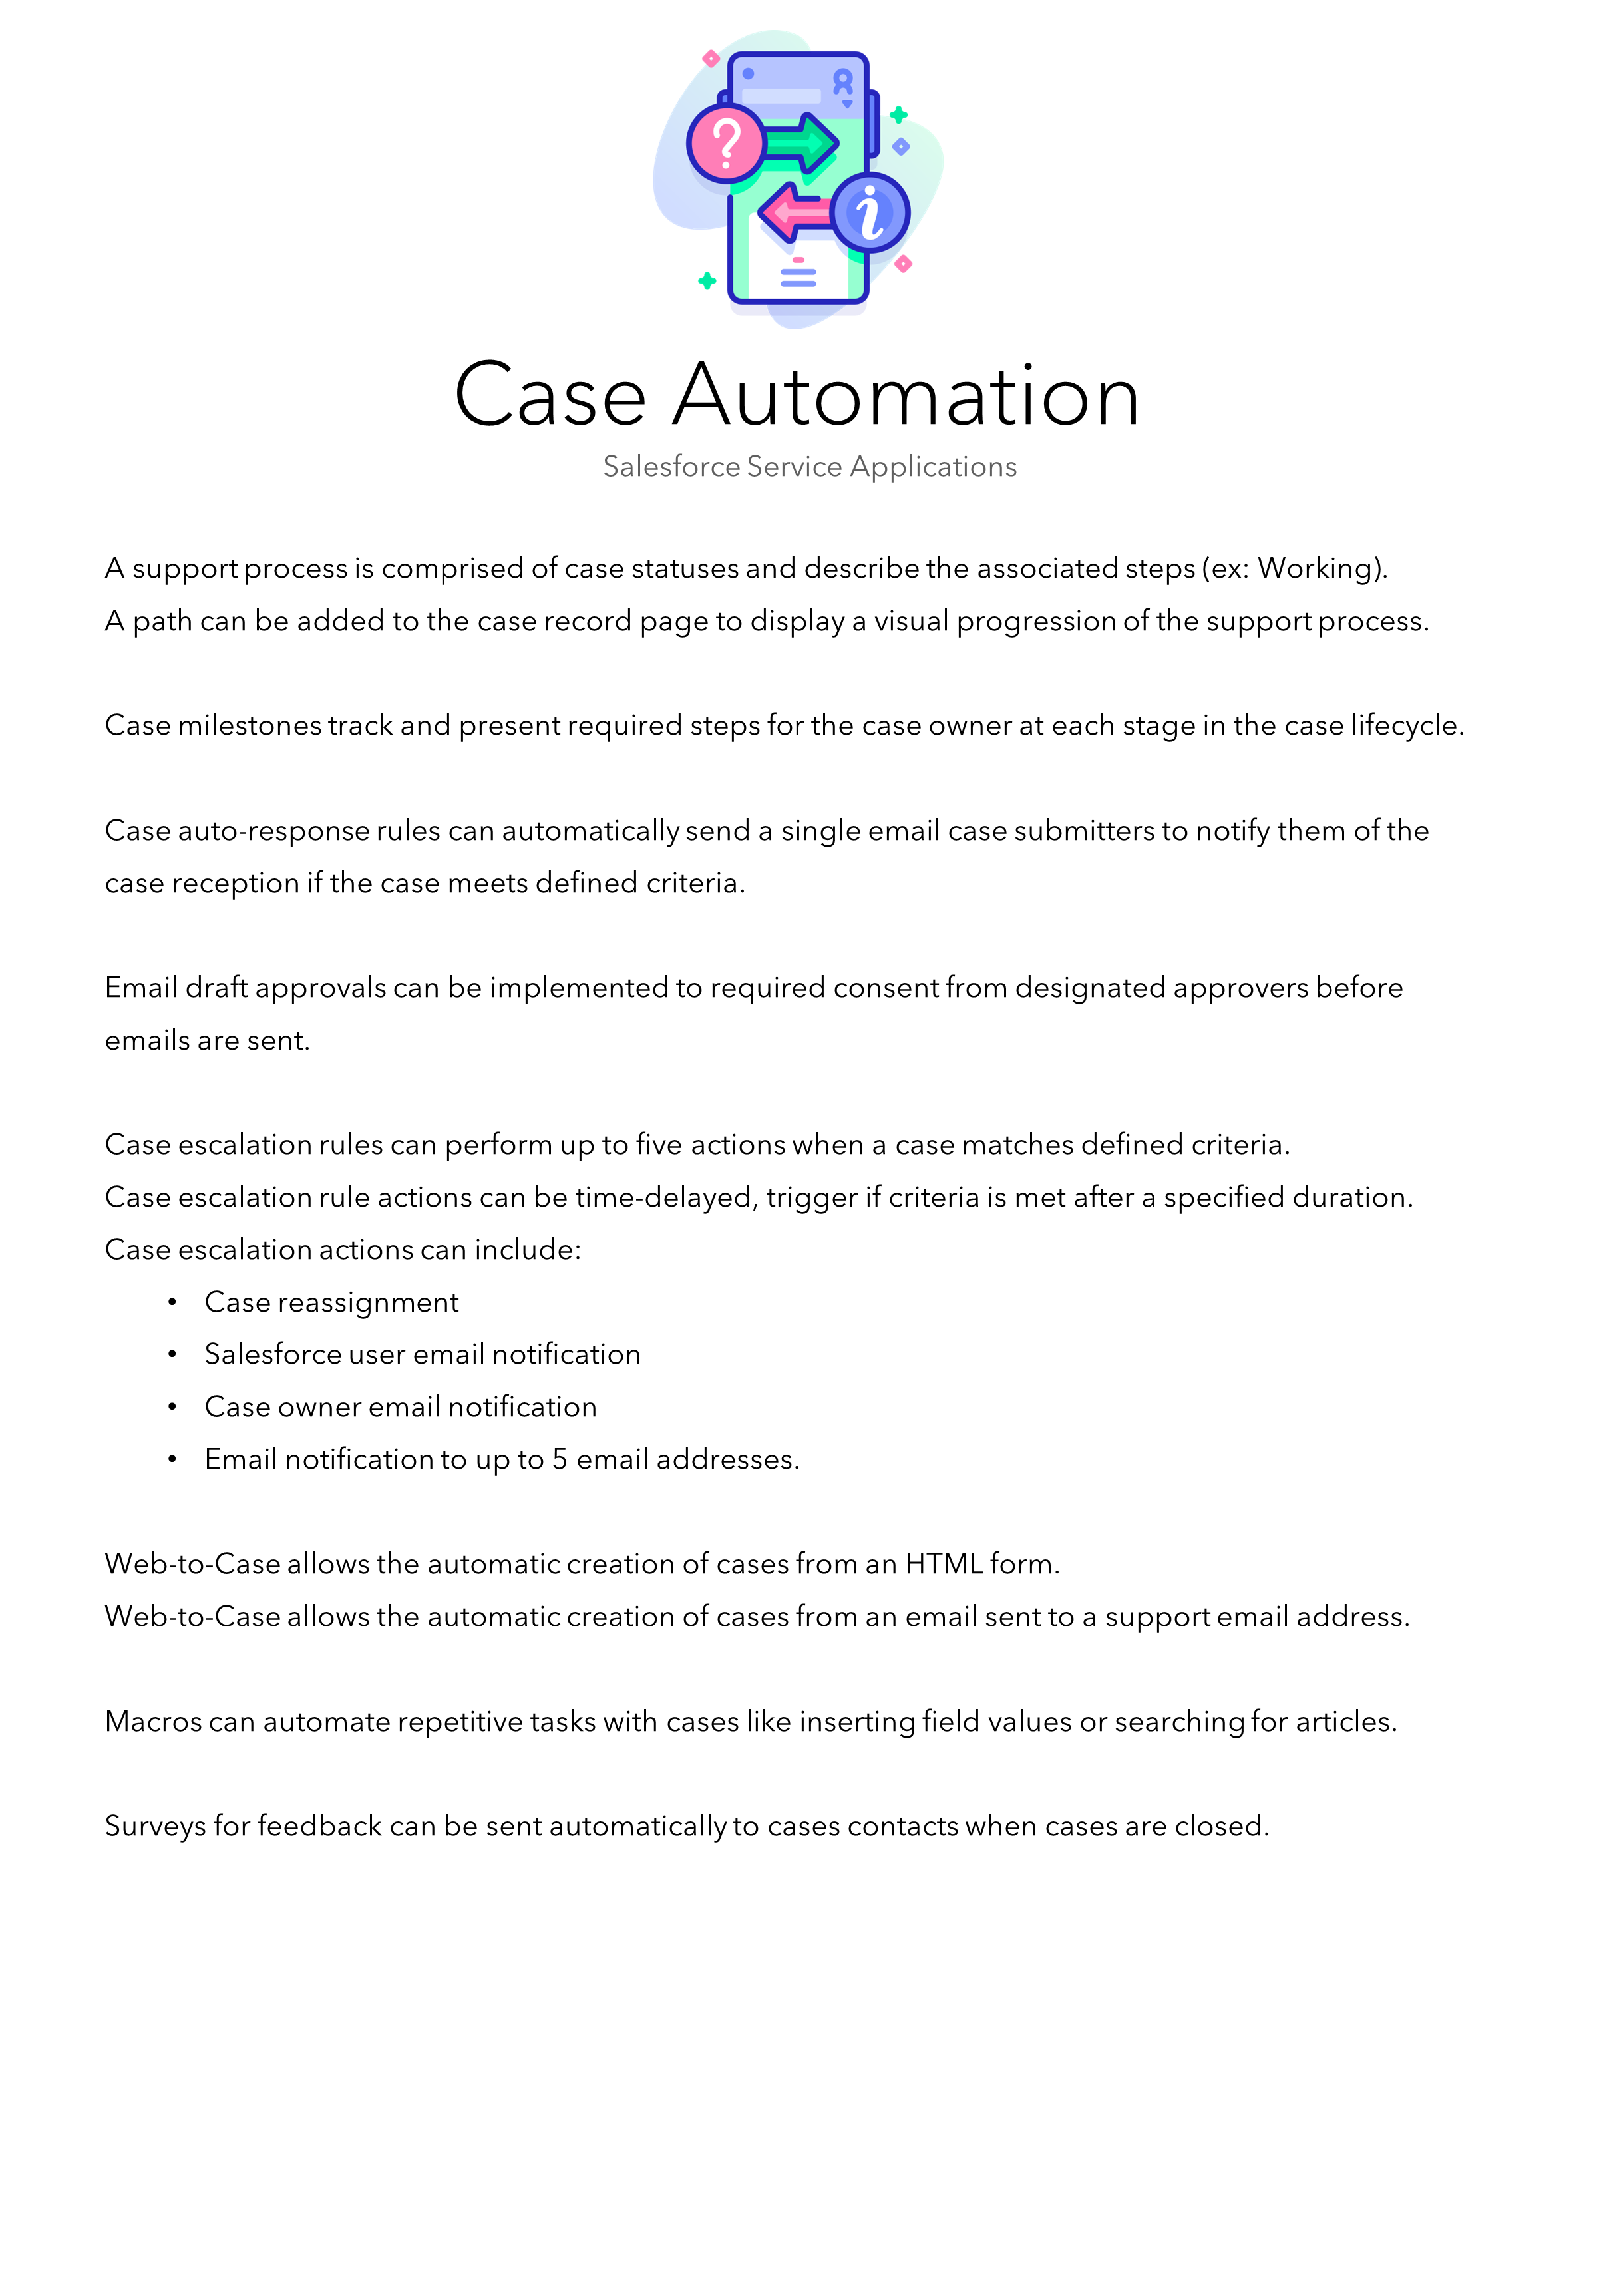 Case Automation
Salesforce Service Applications
A support process is comprised of case statuses and describe the associated steps (ex: Working).
A path can be added to the case record page to display a visual progression of the support process.
Case milestones track and present required steps for the case owner at each stage in the case lifecycle.
Case auto-response rules can automatically send a single email case submitters to notify them of the
case reception if the case meets defined criteria.
Email draft approvals can be implemented to required consent from designated approvers before
emails are sent.
Case escalation rules can perform up to five actions when a case matches defined criteria.
Case escalation rule actions can be time-delayed, trigger if criteria is met after a specified duration.
Case escalation actions can include:
• Case reassignment
• Salesforce user email notification
• Case owner email notification
• Email notification to up to 5 email addresses.
Web-to-Case allows the automatic creation of cases from an HTML form.
Web-to-Case allows the automatic creation of cases from an email sent to a support email address.
Macros can automate repetitive tasks with cases like inserting field values or searching for articles.
Surveys for feedback can be sent automatically to cases contacts when cases are closed.